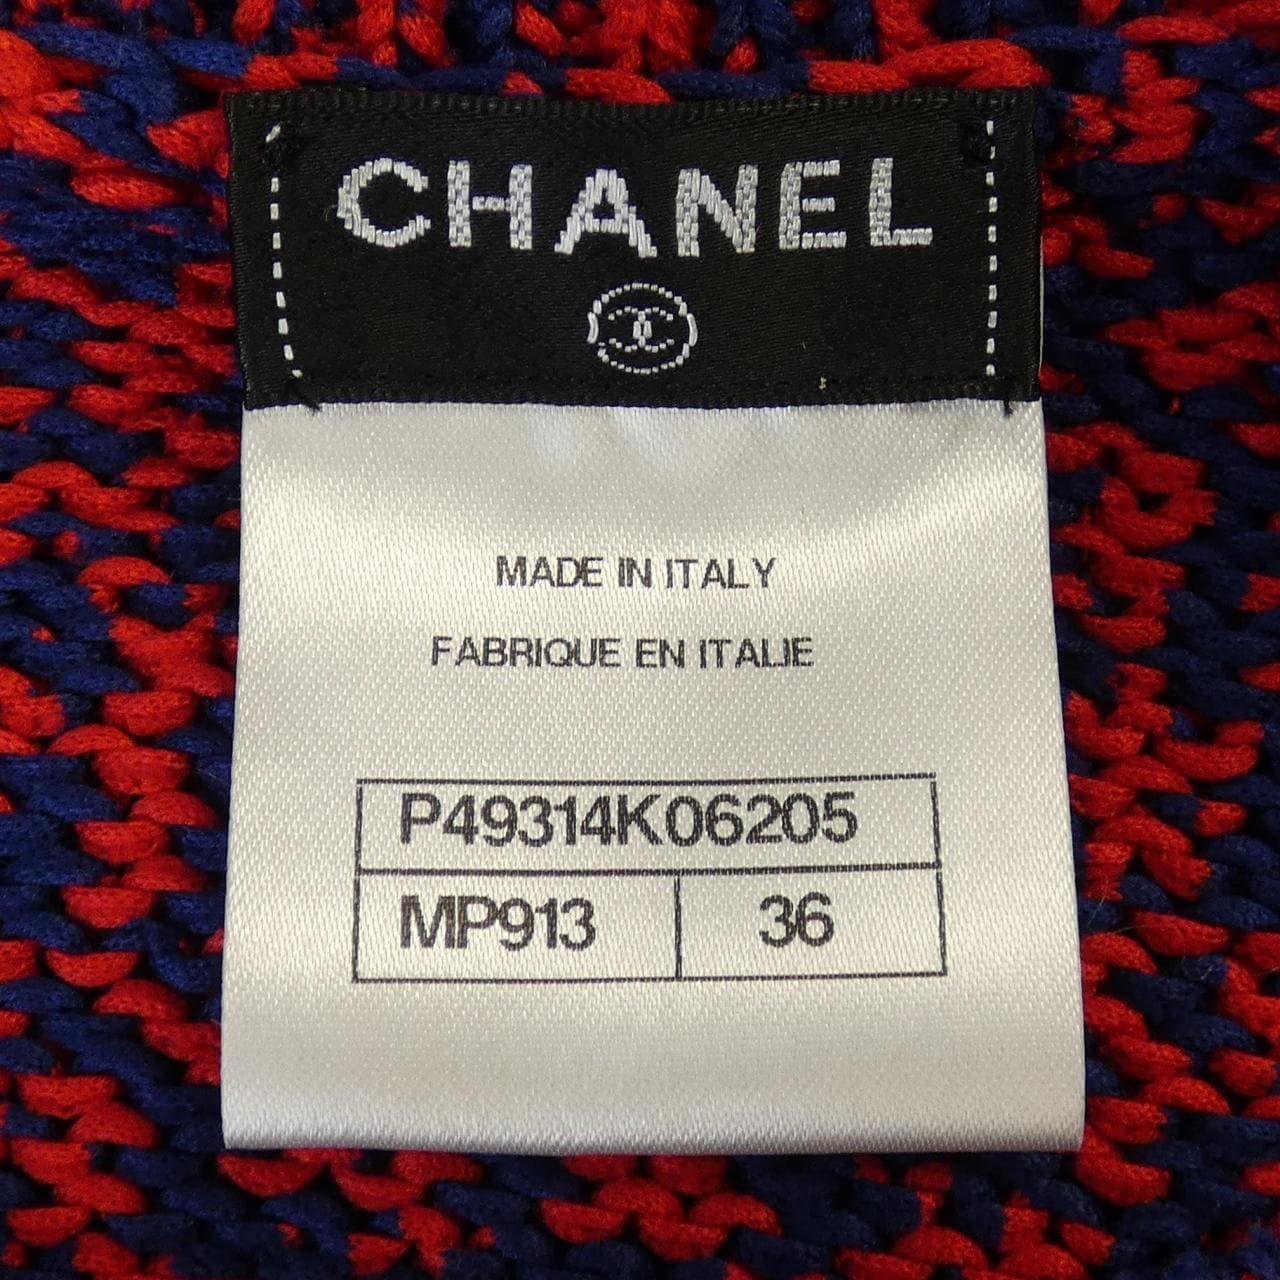 CHANEL
MADE IN ITALY
FABRIQUE EN ITALIE
P49314K06205
MP913 36